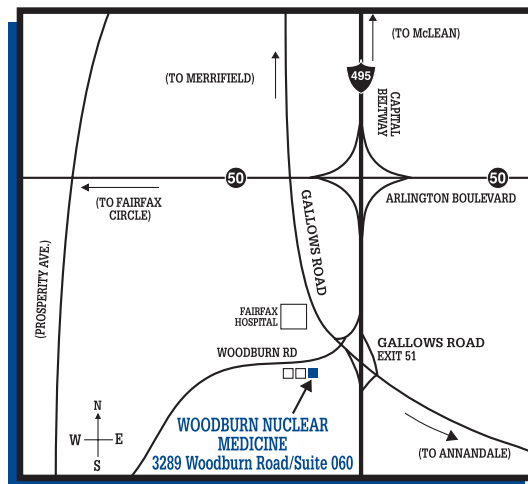 (TO McLEAN)
495
(TO MERRIFIELD)
CAPITAL
BELTWAY
50
50
ARLINGTON BOULEVARD
(TO FAIRFAX
CIRCLE)
GALLOWS ROAD
(PROSPERITY AVE.)
FAIRFAX
HOSPITAL
GALLOWS ROAD
EXIT 51
WOODBURN RD
WOODBURN NUCLEAR
MEDICINE
3289 Woodburn Road/Suite 060
(TO ANNANDALE)
N
W E
S